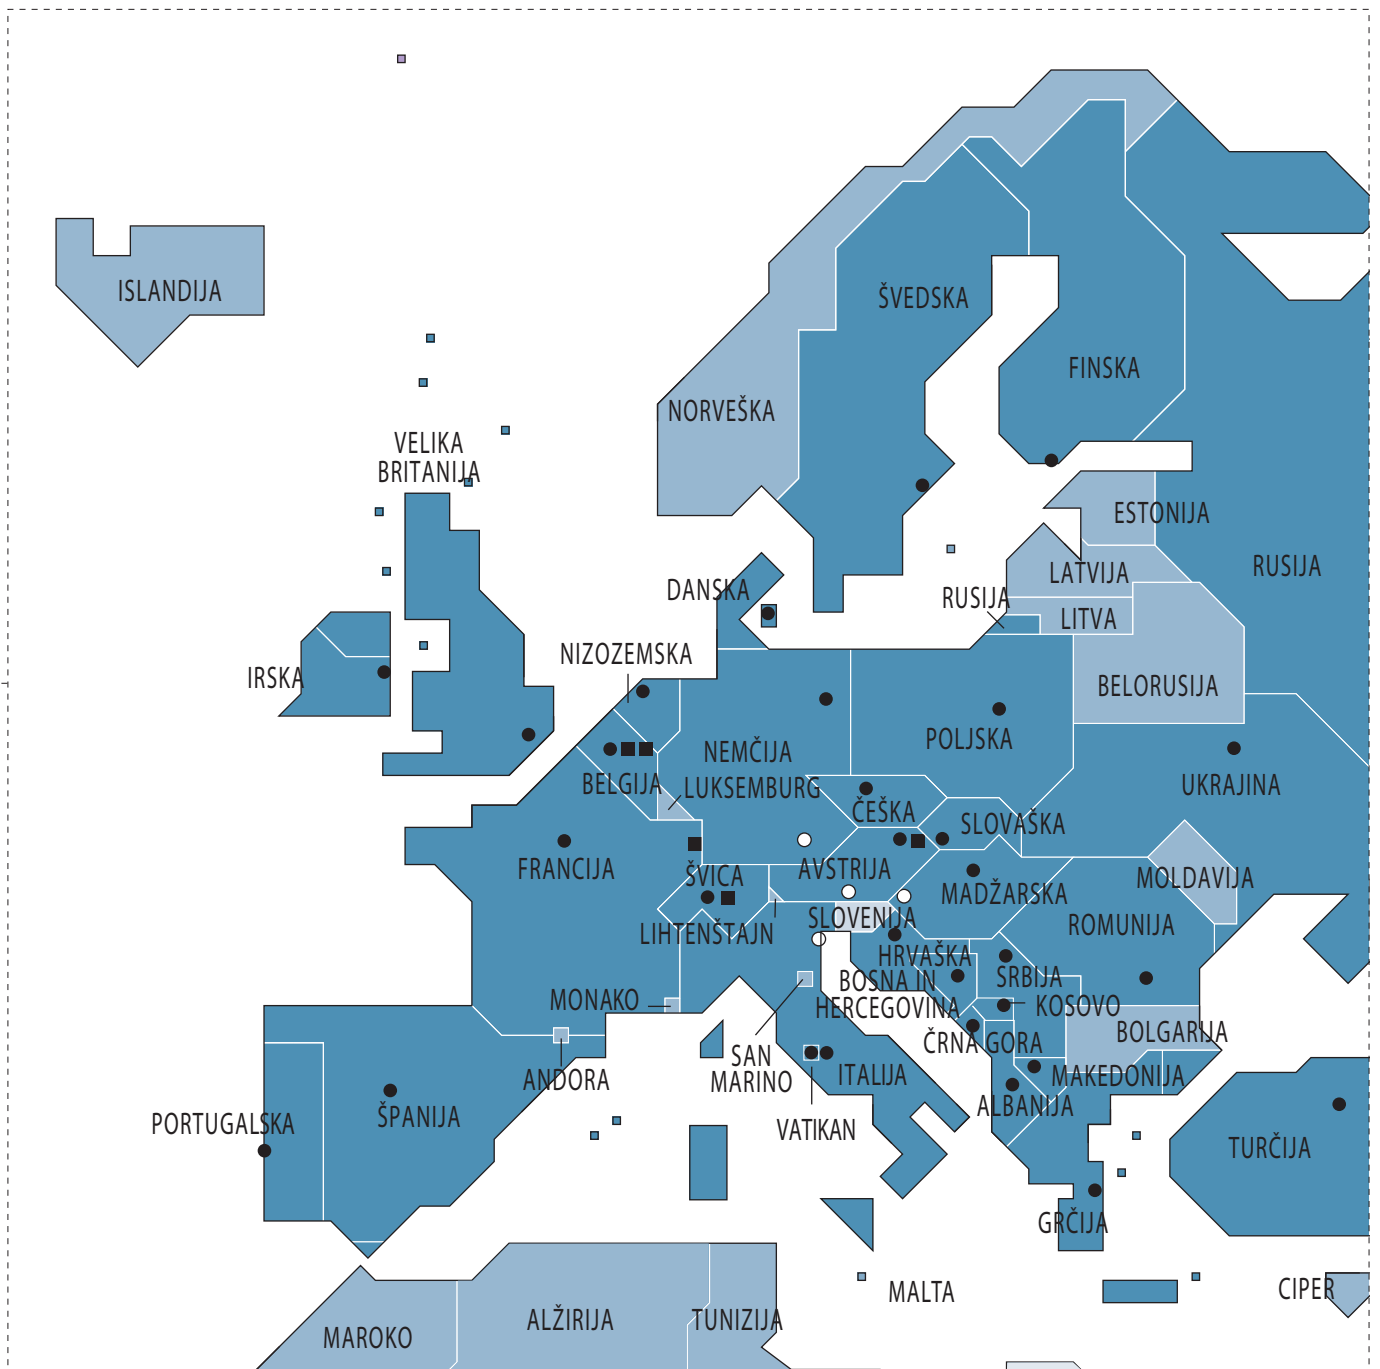 ISLANDIJA
ŠVEDSKA
FINSKA
NORVEŠKA
VELIKA
BRITANIJA
ESTONIJA
RUSIJA
LATVIJA
DANSKA
RUSIJA
LITVA
NIZOZEMSKA
IRSKA
BELORUSIJA
POLJSKA
NEMČIJA
BELGIJA
LUKSEMBURG
UKRAJINA
ČEŠKA
SLOVAŠKA
FRANCIJA
ŠVICA
AVSTRIJA
MADŽARSKA
MOLDAVIJA
SLOVENIJA
ROMUNIJA
LIHTENŠTAJN
HRVAŠKA
SRBIJA
BOSNA IN
HERCEGOVINA
MONAKO
KOSOVO
BOLGARIJA
ČRNA GORA
SAN
MARINO
ITALIJA
MAKEDONIJA
ANDORA
ALBANIJA
ŠPANIJA
PORTUGALSKA
VATIKAN
TURČIJA
GRČIJA
MALTA
CIPER
ALŽIRIJA
TUNIZIJA
MAROKO